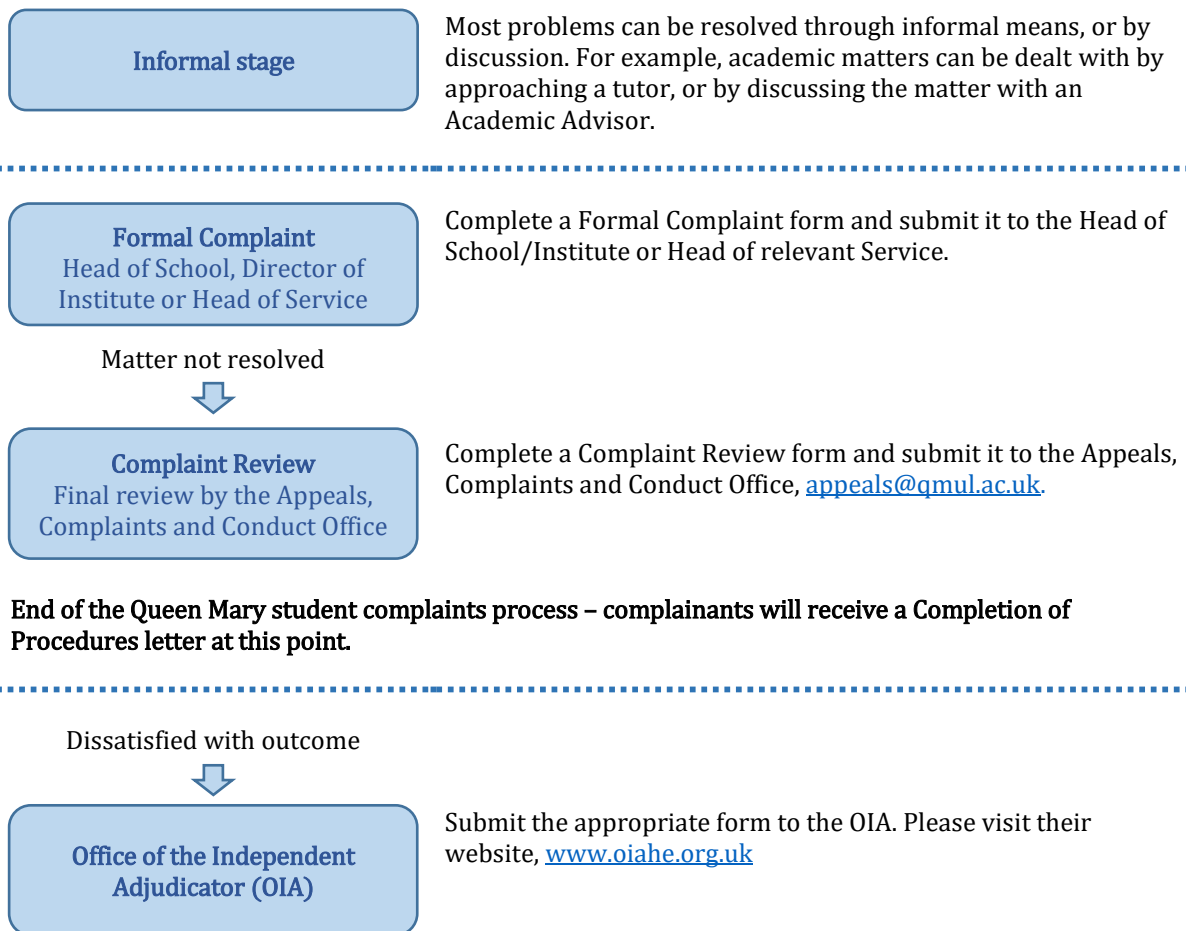 Informal stage
Most problems can be resolved through informal means, or by
discussion. For example, academic matters can be dealt with by
approaching a tutor, or by discussing the matter with an
Academic Advisor.
Formal Complaint
Head of School, Director of
Institute or Head of Service
Complete a Formal Complaint form and submit it to the Head of
School/Institute or Head of relevant Service.
Matter not resolved
Complaint Review
Final review by the Appeals,
Complaints and Conduct Office
Complete a Complaint Review form and submit it to the Appeals,
Complaints and Conduct Office, appeals@qmul.ac.uk.
End of the Queen Mary student complaints process – complainants will receive a Completion of
Procedures letter at this point.
Dissatisfied with outcome
Office of the Independent
Adjudicator (OIA)
Submit the appropriate form to the OIA. Please visit their
website, www.oiahe.org.uk